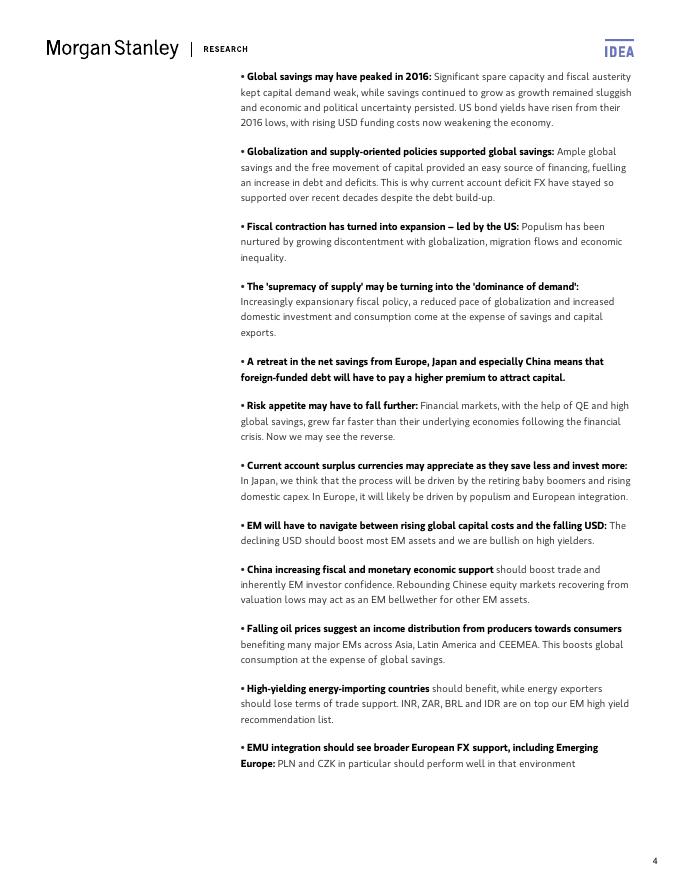 Morgan Stanley | RESEARCH
IDEA
• Global savings may have peaked in 2016: Significant spare capacity and fiscal austerity
kept capital demand weak, while savings continued to grow as growth remained sluggish
and economic and political uncertainty persisted. US bond yields have risen from their
2016 lows, with rising USD funding costs now weakening the economy.
• Globalization and supply-oriented policies supported global savings: Ample global
savings and the free movement of capital provided an easy source of financing, fuelling
an increase in debt and deficits. This is why current account deficit FX have stayed so
supported over recent decades despite the debt build-up.
• Fiscal contraction has turned into expansion – led by the US: Populism has been
nurtured by growing discontentment with globalization, migration flows and economic
inequality.
• The 'supremacy of supply' may be turning into the 'dominance of demand':
Increasingly expansionary fiscal policy, a reduced pace of globalization and increased
domestic investment and consumption come at the expense of savings and capital
exports.
• A retreat in the net savings from Europe, Japan and especially China means that
foreign-funded debt will have to pay a higher premium to attract capital.
• Risk appetite may have to fall further: Financial markets, with the help of QE and high
global savings, grew far faster than their underlying economies following the financial
crisis. Now we may see the reverse.
• Current account surplus currencies may appreciate as they save less and invest more:
In Japan, we think that the process will be driven by the retiring baby boomers and rising
domestic capex. In Europe, it will likely be driven by populism and European integration.
• EM will have to navigate between rising global capital costs and the falling USD: The
declining USD should boost most EM assets and we are bullish on high yielders.
• China increasing fiscal and monetary economic support should boost trade and
inherently EM investor confidence. Rebounding Chinese equity markets recovering from
valuation lows may act as an EM bellwether for other EM assets.
• Falling oil prices suggest an income distribution from producers towards consumers
benefiting many major EMs across Asia, Latin America and CEEMEA. This boosts global
consumption at the expense of global savings.
• High-yielding energy-importing countries should benefit, while energy exporters
should lose terms of trade support. INR, ZAR, BRL and IDR are on top our EM high yield
recommendation list.
• EMU integration should see broader European FX support, including Emerging
Europe: PLN and CZK in particular should perform well in that environment
4